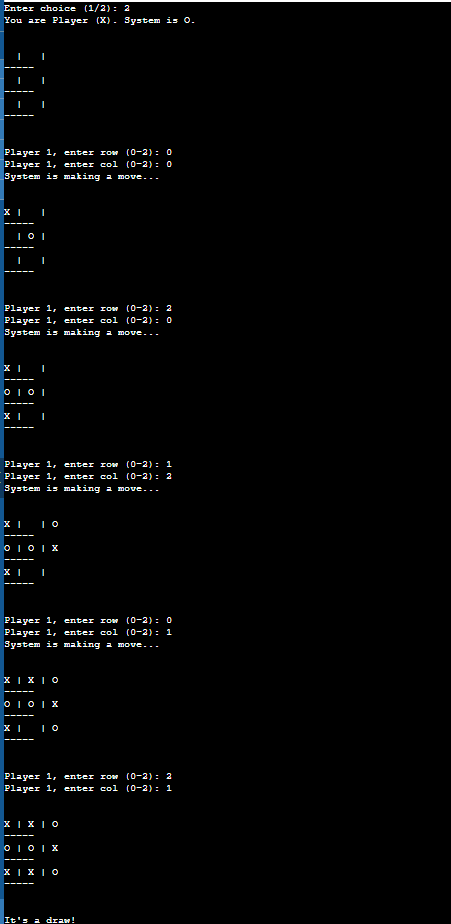 Enter choice (1/2): 2
You are Player (X). System is O.
  |   |
-----
  |   |
-----
  |   |
-----
Player 1, enter row (0-2): 0
Player 1, enter col (0-2): 0
System is making a move...
X |   |
-----
  | O |
-----
  |   |
-----
Player 1, enter row (0-2): 2
Player 1, enter col (0-2): 0
System is making a move...
X |   |
-----
O | O |
-----
X |   |
-----
Player 1, enter row (0-2): 1
Player 1, enter col (0-2): 2
System is making a move...
X |   | O
-----
O | O | X
-----
X |   |
-----
Player 1, enter row (0-2): 0
Player 1, enter col (0-2): 1
System is making a move...
X | X | O
-----
O | O | X
-----
X |   | O
-----
Player 1, enter row (0-2): 2
Player 1, enter col (0-2): 1
X | X | O
-----
O | O | X
-----
X | X | O
-----
It's a draw!